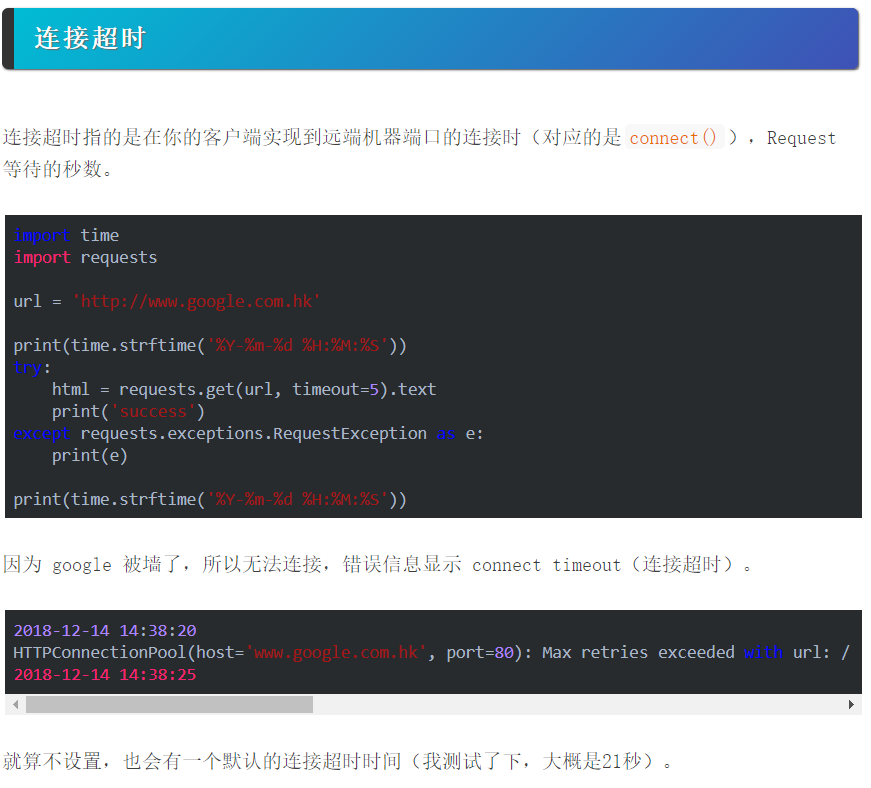 连接超时
连接超时指的是在你的客户端实现到远端机器端口的连接时（对应的是 connect() ），Request
等待的秒数。
import time
import requests
url = 'http://www.google.com.hk'
print(time.strftime('%Y-%m-%d %H:%M:%S'))
try:
    html = requests.get(url, timeout=5).text
    print('success')
except requests.exceptions.RequestException as e:
    print(e)
print(time.strftime('%Y-%m-%d %H:%M:%S'))
因为 google 被墙了，所以无法连接，错误信息显示 connect timeout（连接超时）。
2018-12-14 14:38:20
HTTPConnectionPool(host='www.google.com.hk', port=80): Max retries exceeded with url: /
2018-12-14 14:38:25
就算不设置，也会有一个默认的连接超时时间（我测试了下，大概是21秒）。